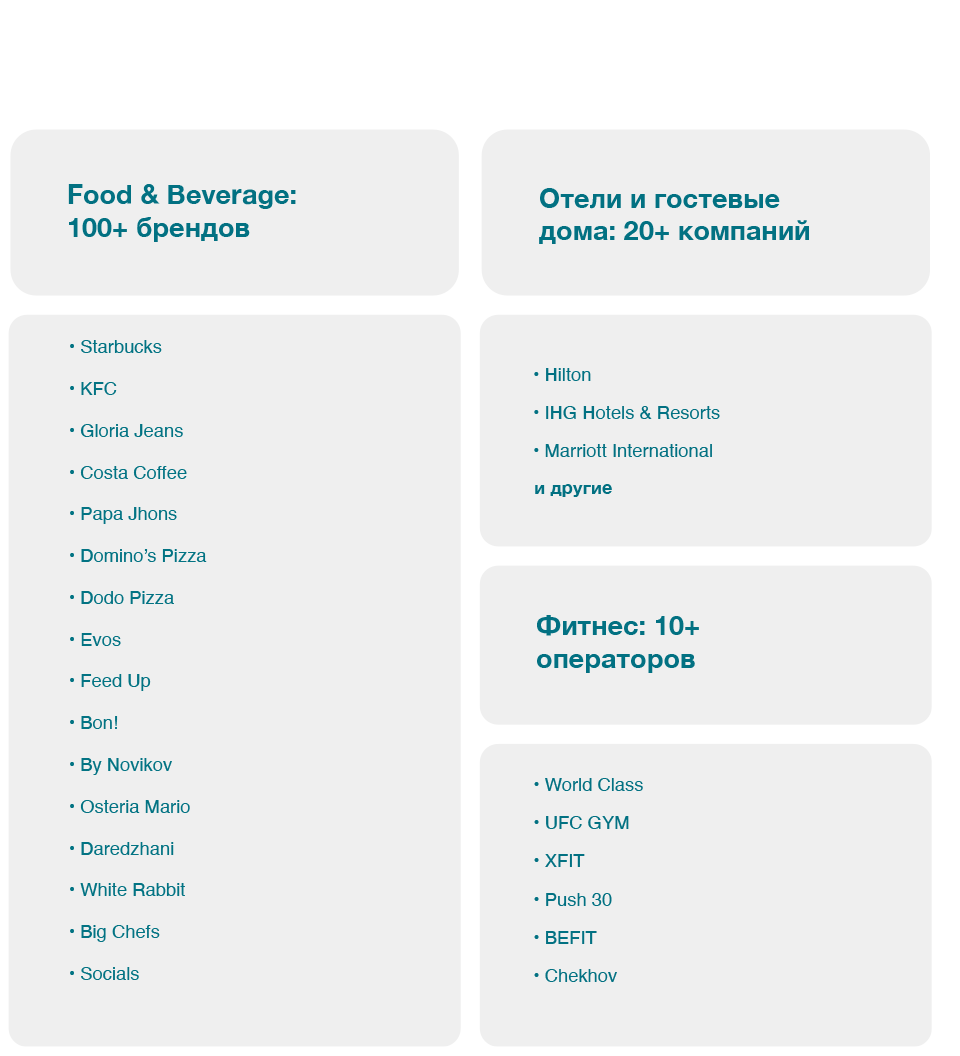 Food & Beverage:
100+ брендов
• Starbucks
• KFC
• Gloria Jeans
• Costa Coffee
• Papa Jhons
• Domino’s Pizza
• Dodo Pizza
• Evos
• Feed Up
• Bon!
• By Novikov
• Osteria Mario
• Daredzhani
• White Rabbit
• Big Chefs
• Socials
Отели и гостевые
дома: 20+ компаний
• Hilton
• IHG Hotels & Resorts
• Marriott International
и другие
Фитнес: 10+
операторов
• World Class
• UFC GYM
• XFIT
• Push 30
• BEFIT
• Chekhov